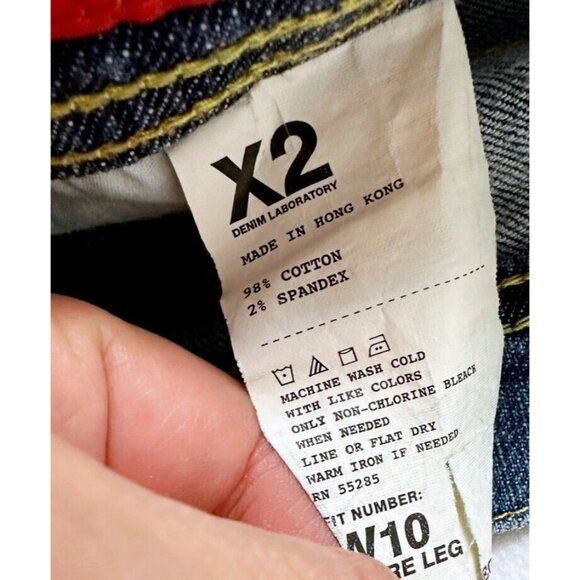 X2
DENIM LABORATORY
MADE IN HONG KONG
98% COTTON
2% SPANDEX
MACHINE WASH COLD
WITH LIKE COLORS
ONLY NON-CHLORINE BLEACH
WHEN NEEDED
LINE OR FLAT DRY
WARM IRON IF NEEDED
RN 55285
NUMBER:
W10
LEG